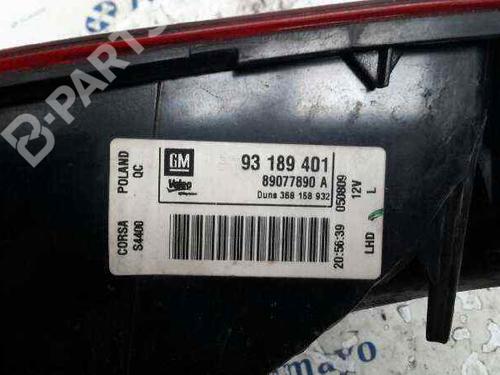 B-PARTS
GM
93 189 401
Valeo
89077890 A
Duns 368 158 932
POLAND
QC
CORSA
S4400
050809
20:56:39
12V
L
LHD
mayo